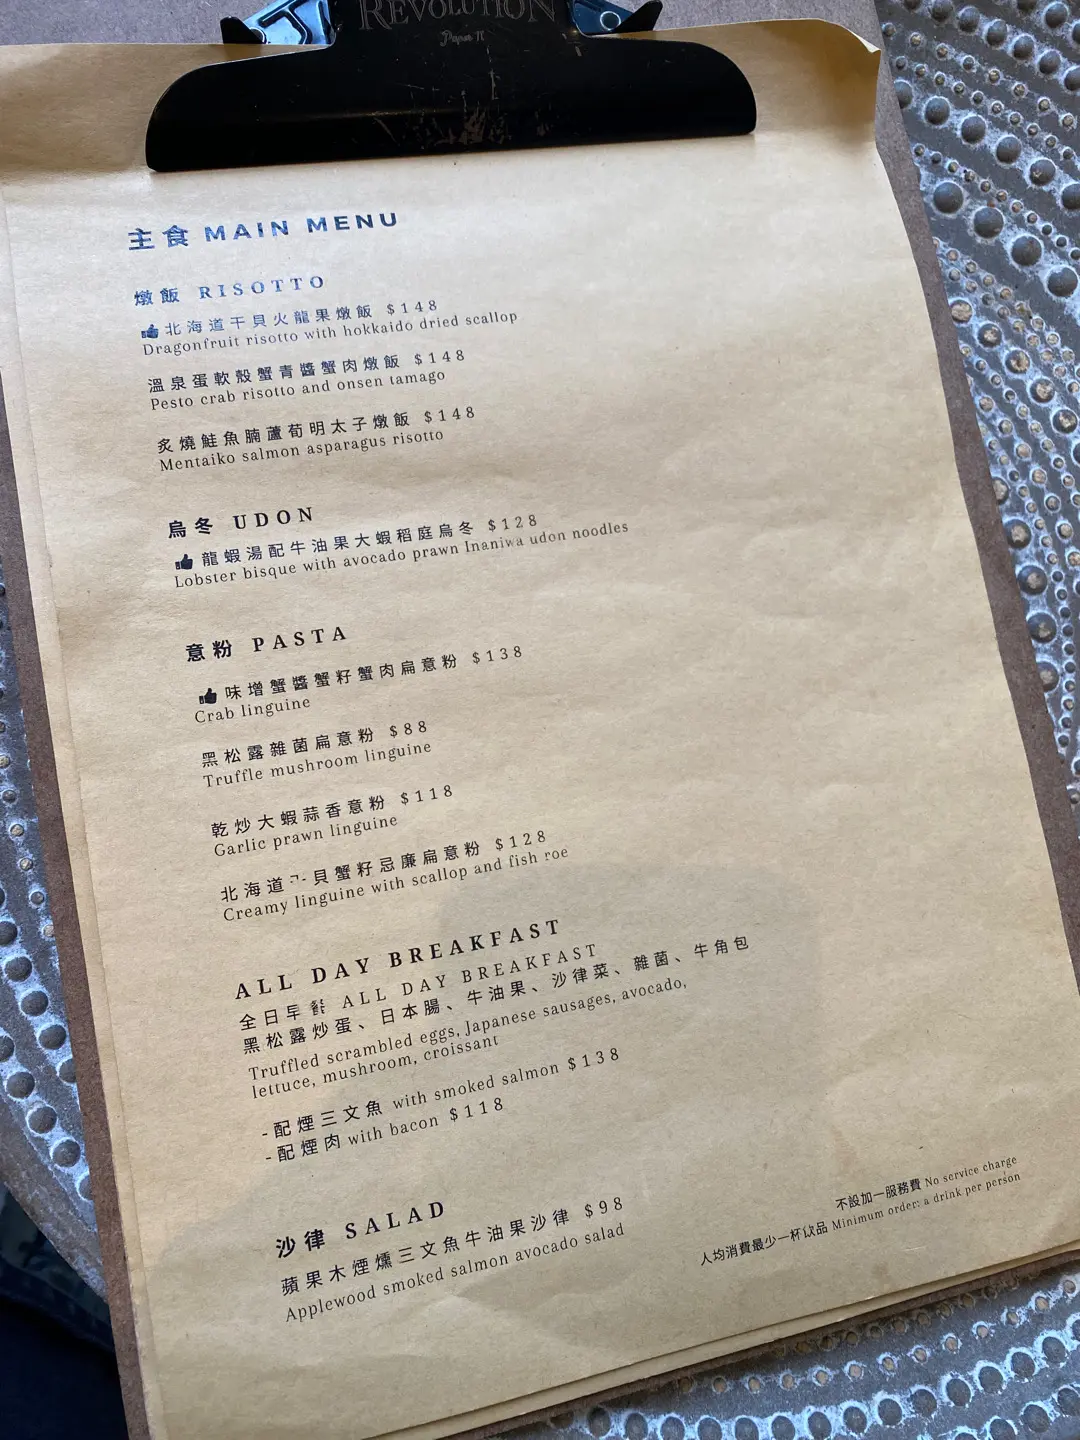 REVOLUTION
Paper π
主食 MAIN MENU
燉飯 RISOTTO
北海道干貝火龍果燉飯 $148
Dragonfruit risotto with hokkaido dried scallop
溫泉蛋軟殼蟹青醬蟹肉燉飯 $148
Pesto crab risotto and onsen tamago
炙燒鮭魚腩蘆荀明太子燉飯 $148
Mentaiko salmon asparagus risotto
烏冬 UDON
龍蝦湯配牛油果大蝦稻庭烏冬 $128
Lobster bisque with avocado prawn Inaniwa udon noodles
意粉 PASTA
味增蟹醬蟹籽蟹肉扁意粉 $138
Crab linguine
黑松露雜菌扁意粉 $88
Truffle mushroom linguine
乾炒大蝦蒜香意粉 $118
Garlic prawn linguine
北海道干貝蟹籽忌廉扁意粉 $128
Creamy linguine with scallop and fish roe
ALL DAY BREAKFAST
全日早餐 ALL DAY BREAKFAST
黑松露炒蛋、日本腸、牛油果、沙律菜、雜菌、牛角包
Truffled scrambled eggs, Japanese sausages, avocado,
lettuce, mushroom, croissant
-配煙三文魚 with smoked salmon $138
-配煙肉 with bacon $118
沙律 SALAD
蘋果木煙燻三文魚牛油果沙律 $98
Applewood smoked salmon avocado salad
不設加一服務費 No service charge
人均消費最少一杯飲品 Minimum order: a drink per person